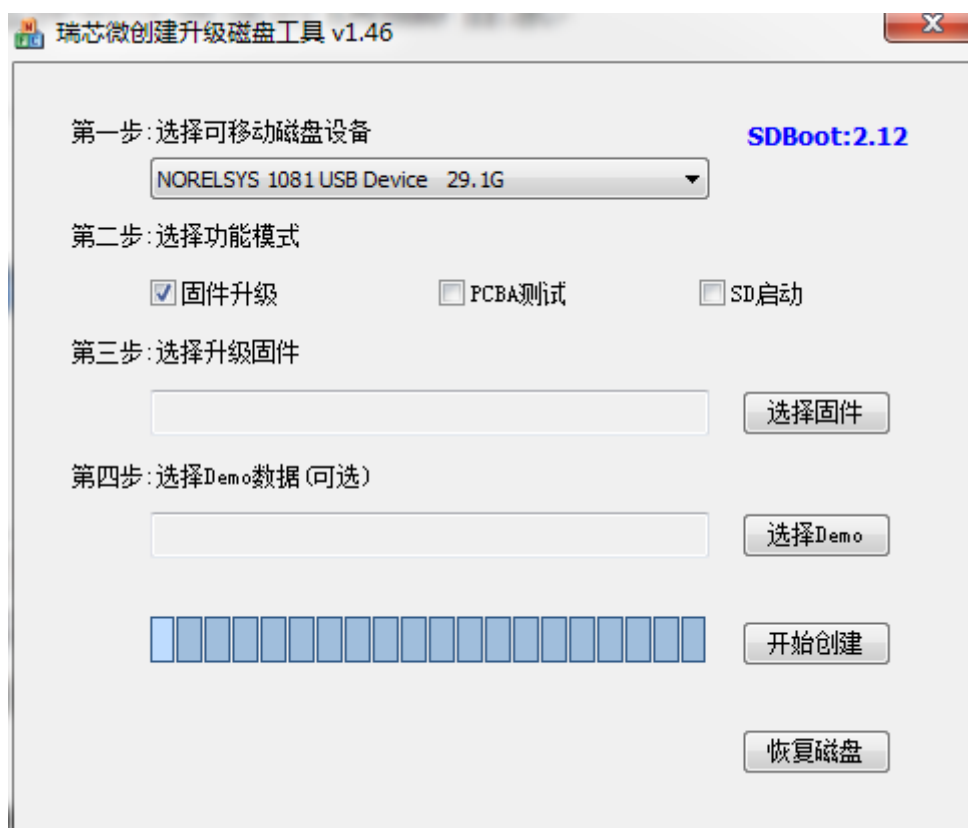 瑞芯微创建升级磁盘工具 v1.46
第一步:选择可移动磁盘设备
SDBoot:2.12
NORELSYS 1081 USB Device 29.1G
第二步:选择功能模式
固件升级 PCBA测试 SD启动
第三步:选择升级固件
选择固件
第四步:选择Demo数据(可选)
选择Demo
开始创建
恢复磁盘